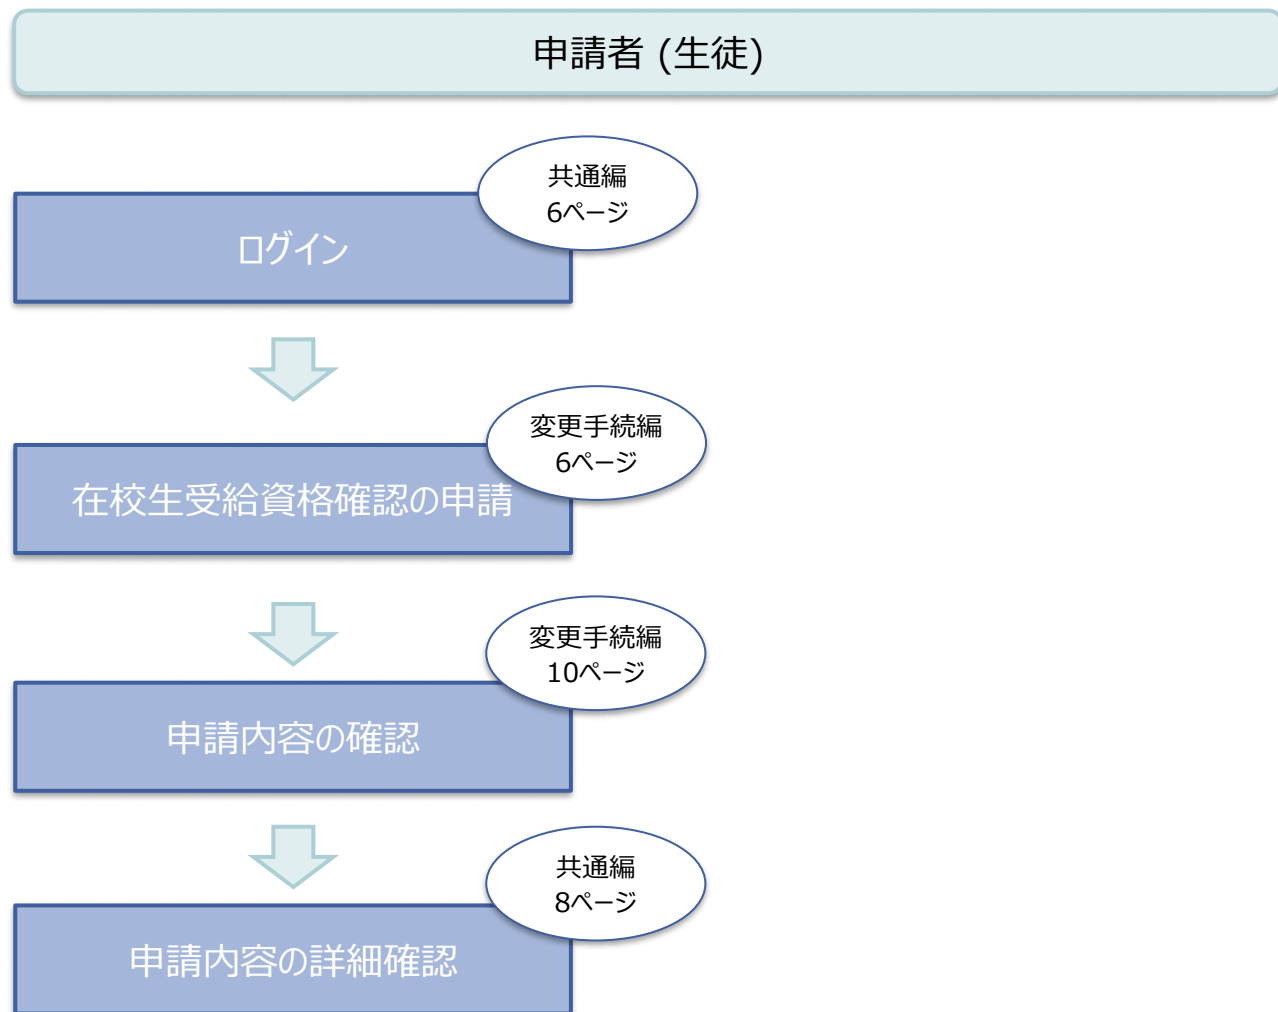 申請者 (生徒)
共通編
6ページ
ログイン
変更手続編
6ページ
在校生受給資格確認の申請
変更手続編
10ページ
申請内容の確認
共通編
8ページ
申請内容の詳細確認